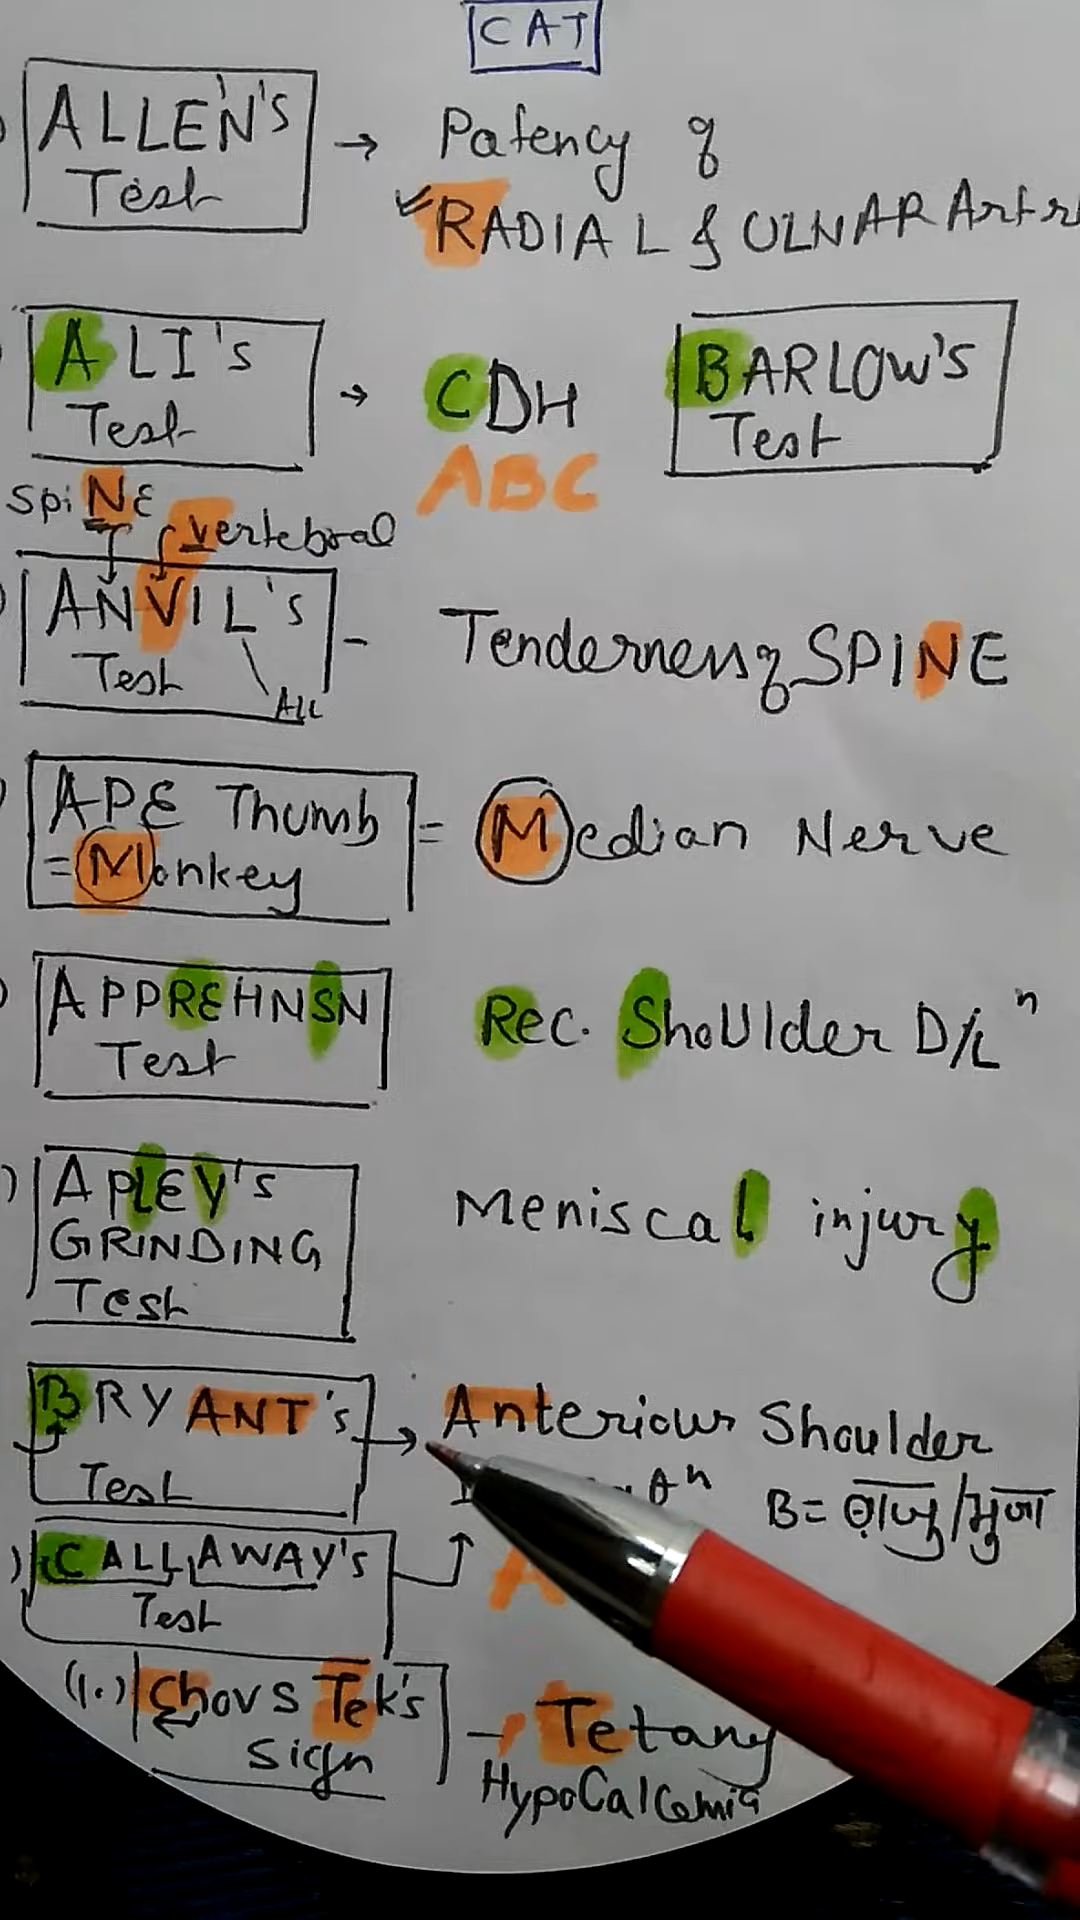 CAT
ALLEN'S
Test
→ Patency of
RADIAL & ULNAR
ALI's
Test
→ CDH
ABC
BARLOW'S
Test
SpiNE
vertebral
ANVIL's
Test
ALL
- Tenderness of SPINE
APE Thumb
= Monkey
= Median Nerve
APPREHNSN
Test
Rec. Shoulder D/Lⁿ
APLEY's
GRINDING
Test
Meniscal injury
BRYANT's
Test
→ Anteriour Shoulder
B= बाजू/भुजा
CALLAWAY's
Test
(1.) ChovsTek's
Sign
- Tetany
HypoCalCemia